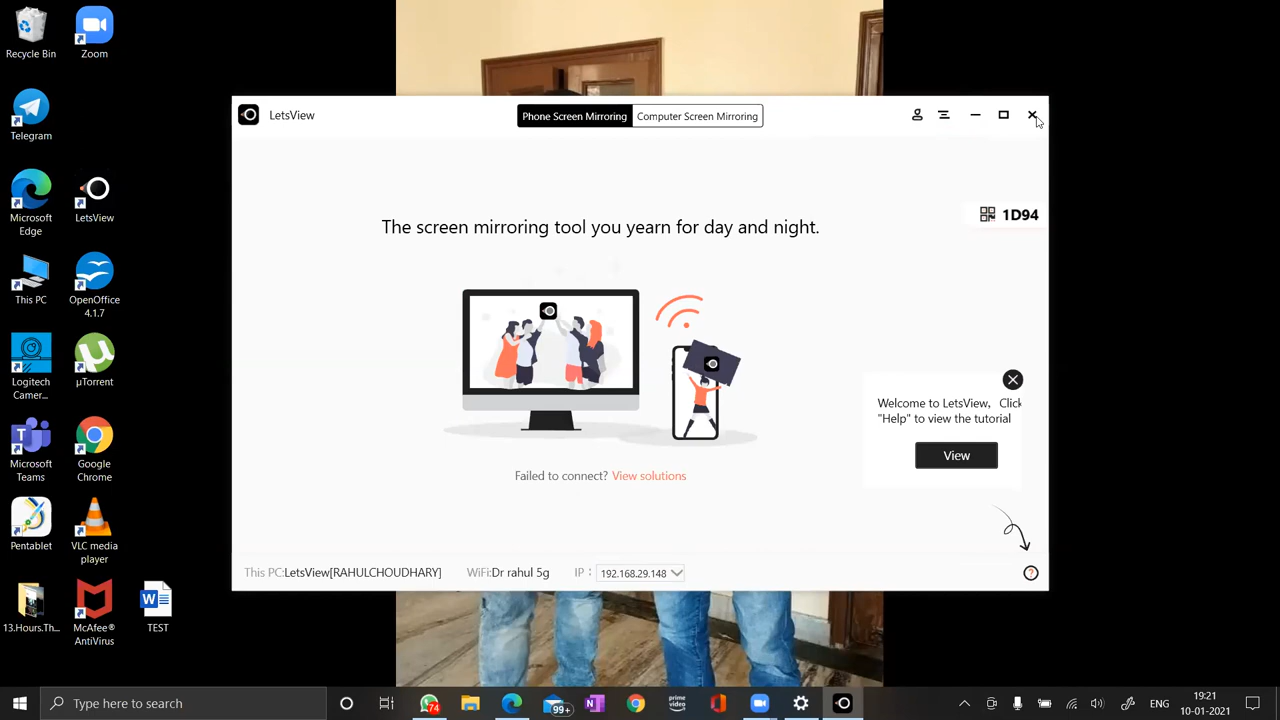 Recycle Bin
Zoom
Telegram
Microsoft
Edge
LetsView
This PC
OpenOffice
4.1.7
Logitech
Camer...
µTorrent
Microsoft
Teams
Google
Chrome
Pentablet
VLC media
player
13.Hours.Th...
McAfee®
AntiVirus
TEST
LetsView
Phone Screen Mirroring
Computer Screen Mirroring
1D94
The screen mirroring tool you yearn for day and night.
Welcome to LetsView, Click
"Help" to view the tutorial
View
Failed to connect? View solutions
This PC:LetsView[RAHULCHOUDHARY]
WiFi:Dr rahul 5g
IP : 192.168.29.148
Type here to search
74
99+
prime
video
ENG
19:21
10-01-2021